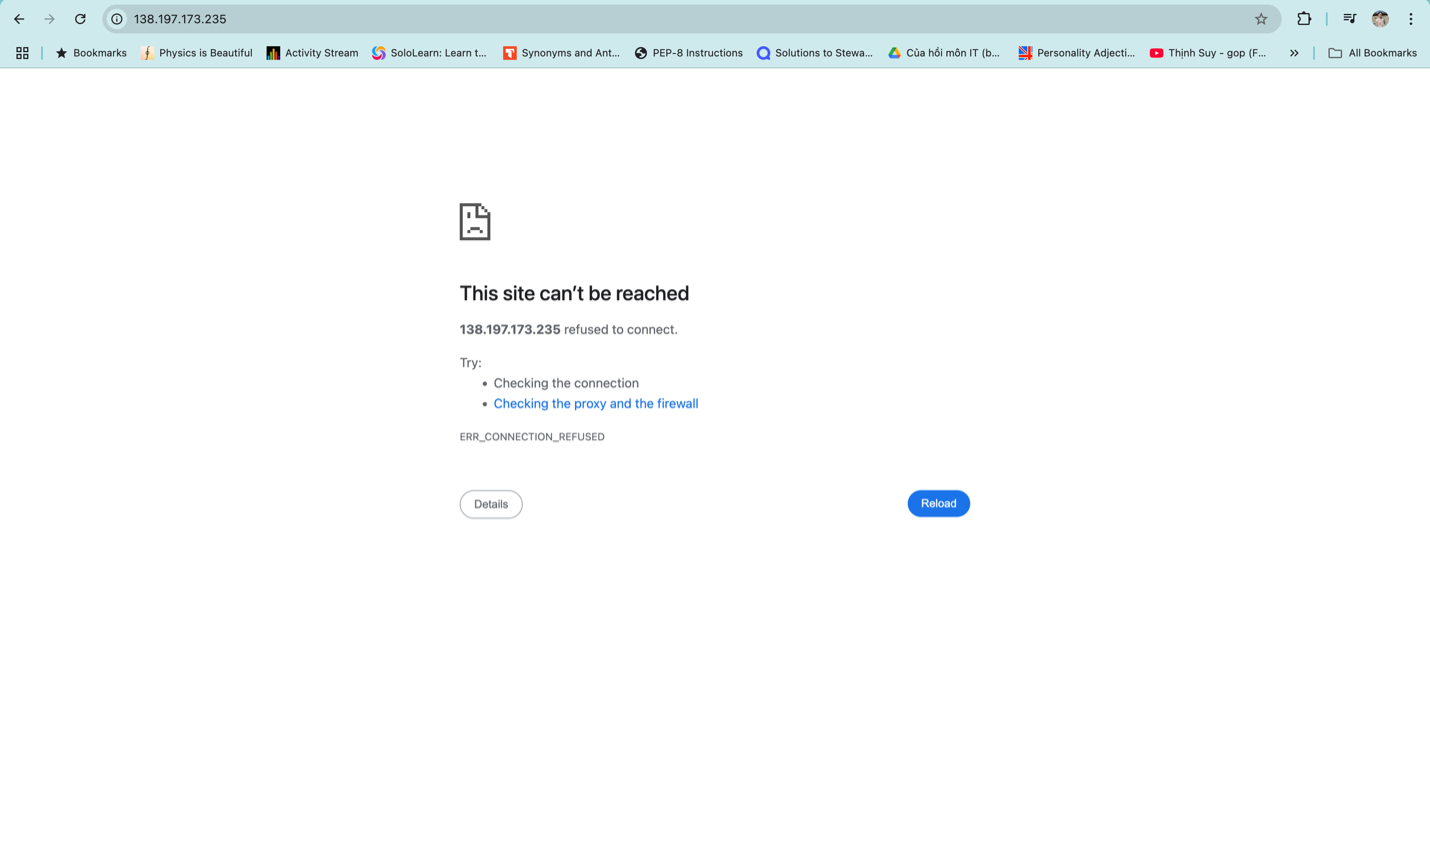 138.197.173.235
Bookmarks Physics is Beautiful Activity Stream SoloLearn: Learn t... Synonyms and Ant... PEP-8 Instructions Solutions to Stewa... Của hồi môn IT (b... Personality Adjecti... Thịnh Suy - gop (F... All Bookmarks
This site can't be reached
138.197.173.235 refused to connect.
Try:
• Checking the connection
• Checking the proxy and the firewall
ERR_CONNECTION_REFUSED
Details Reload